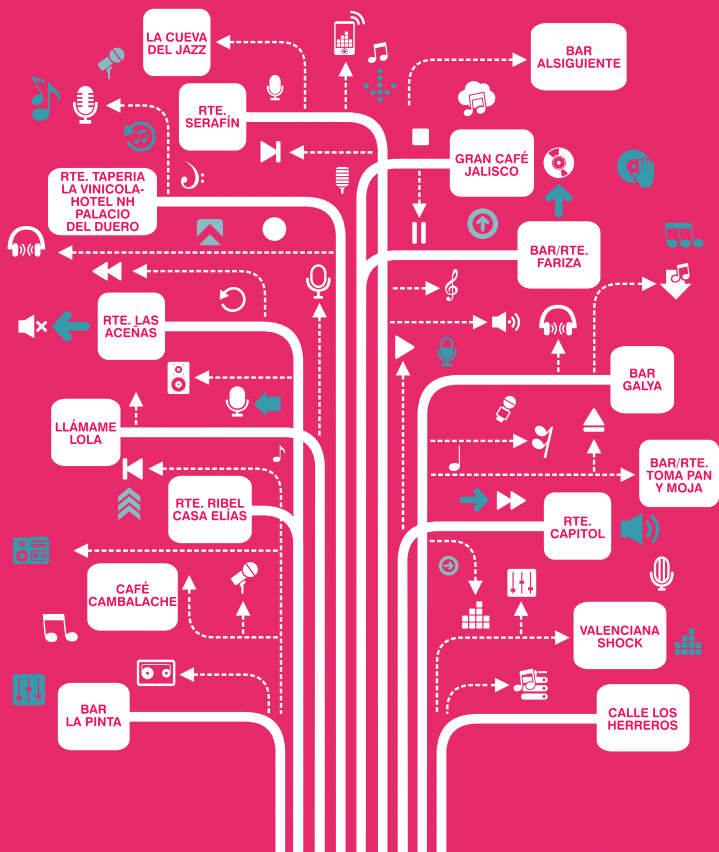 LA CUEVA
DEL JAZZ
BAR
ALSIGUIENTE
RTE.
SERAFÍN
GRAN CAFÉ
JALISCO
RTE. TAPERIA
LA VINICOLA-
HOTEL NH
PALACIO
DEL DUERO
BAR/RTE.
FARIZA
RTE. LAS
ACEÑAS
BAR
GALYA
LLÁMAME
LOLA
BAR/RTE.
TOMA PAN
Y MOJA
RTE. RIBEL
CASA ELÍAS
RTE.
CAPITOL
CAFÉ
CAMBALACHE
VALENCIANA
SHOCK
BAR
LA PINTA
CALLE LOS
HERREROS